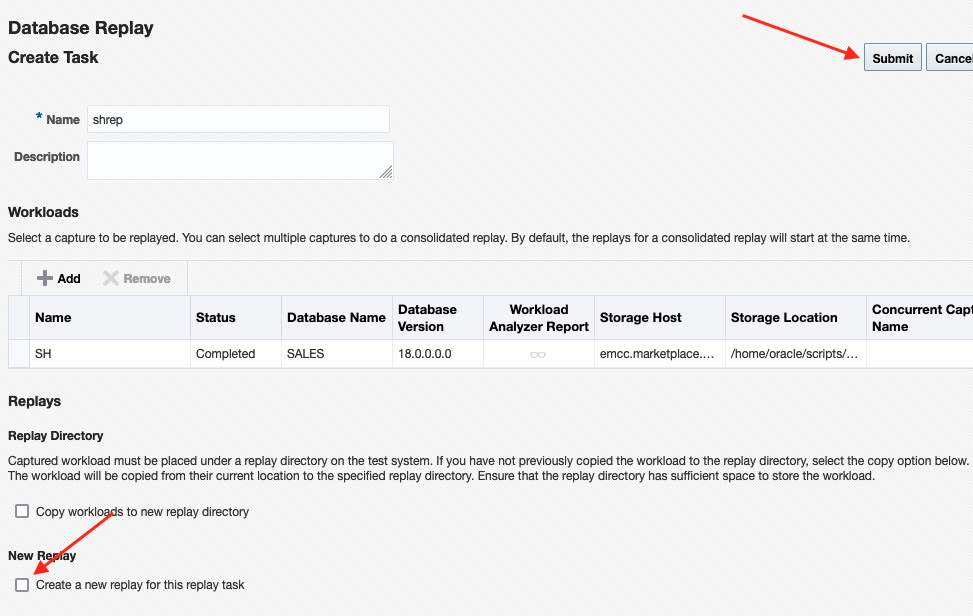 Database Replay
Create Task
Submit
Cancel
* Name
shrep
Description
Workloads
Select a capture to be replayed. You can select multiple captures to do a consolidated replay. By default, the replays for a consolidated replay will start at the same time.
Add
Remove
Name
Status
Database Name
Database Version
Workload Analyzer Report
Storage Host
Storage Location
Concurrent Capt
Name
SH
Completed
SALES
18.0.0.0.0
emcc.marketplace....
/home/oracle/scripts/...
Replays
Replay Directory
Captured workload must be placed under a replay directory on the test system. If you have not previously copied the workload to the replay directory, select the copy option below.
The workload will be copied from their current location to the specified replay directory. Ensure that the replay directory has sufficient space to store the workload.
Copy workloads to new replay directory
New Replay
Create a new replay for this replay task